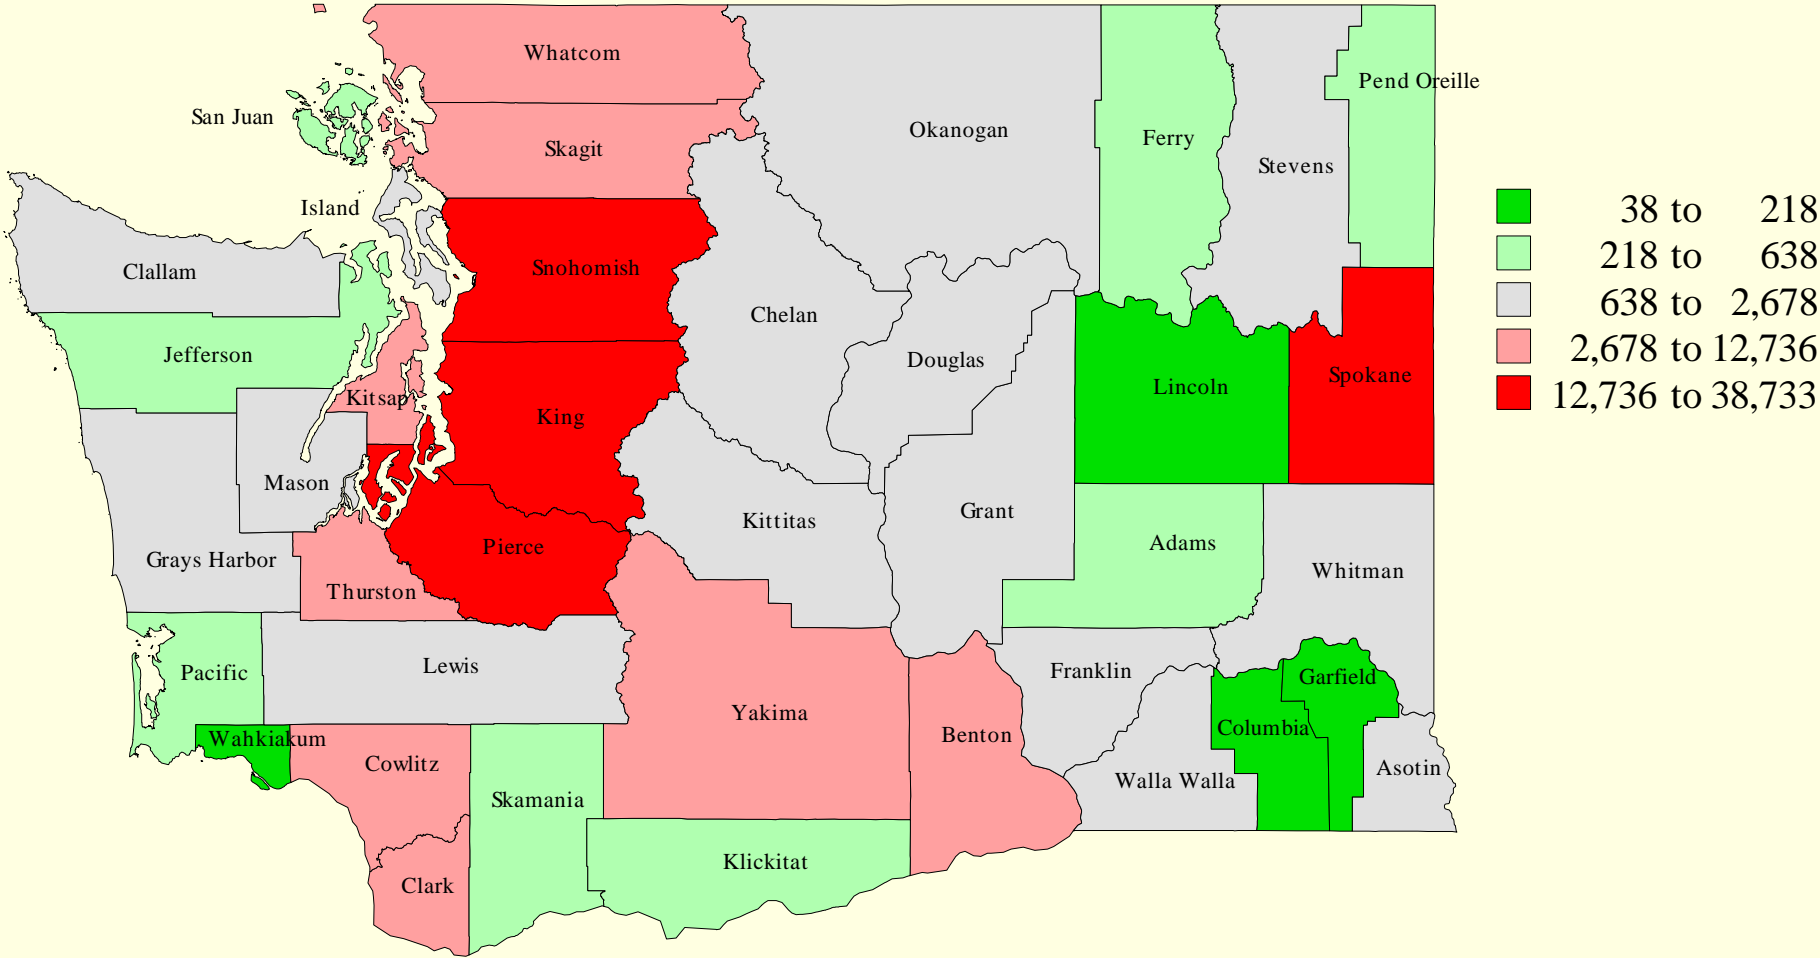 Whatcom
Pend Oreille
San Juan
Okanogan
Ferry
Skagit
Stevens
Island
38 to 218
218 to 638
638 to 2,678
2,678 to 12,736
12,736 to 38,733
Clallam
Snohomish
Chelan
Jefferson
Douglas
Spokane
Lincoln
Kitsap
King
Mason
Grant
Kittitas
Adams
Pierce
Grays Harbor
Whitman
Thurston
Lewis
Franklin
Pacific
Garfield
Yakima
Columbia
Benton
Wahkiakum
Cowlitz
Asotin
Walla Walla
Skamania
Klickitat
Clark